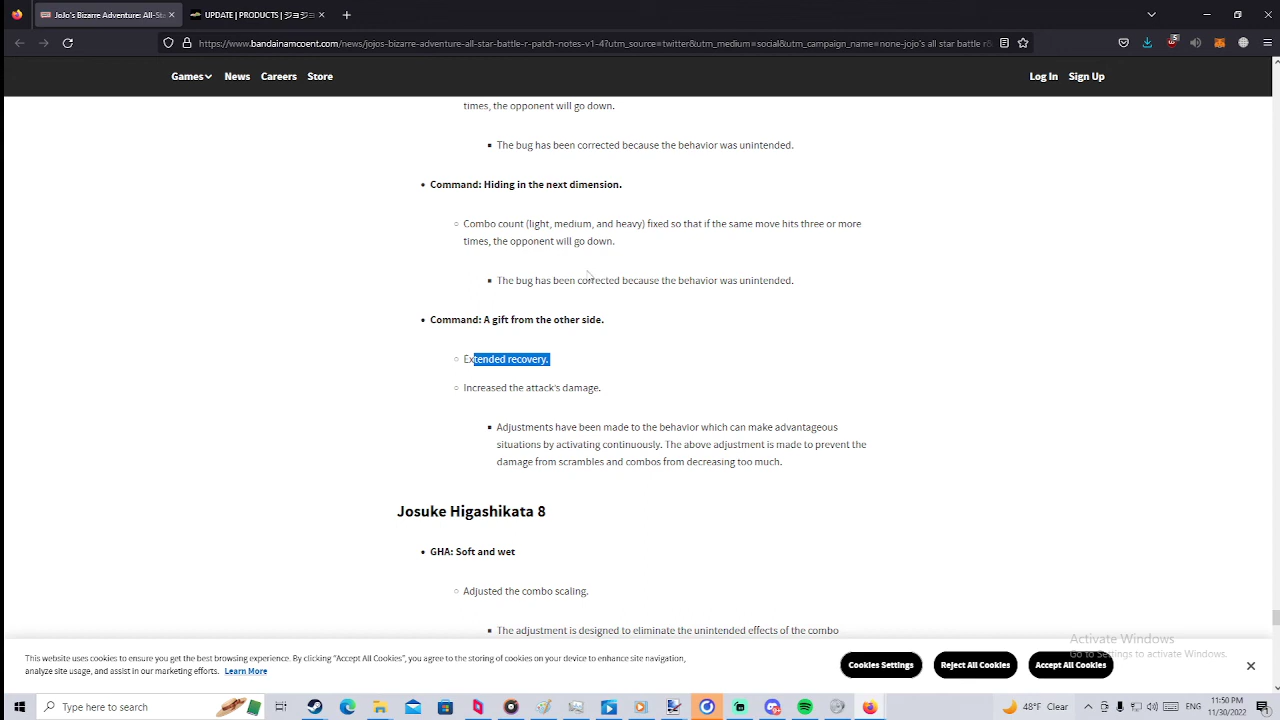 JoJo's Bizarre Adventure: All-Sta
UPDATE | PRODUCTS | ジョジョ
https://www.bandainamcoent.com/news/jojos-bizarre-adventure-all-star-battle-r-patch-notes-v1-4?utm_source=twitter&utm_medium=social&utm_campaign_name=none-jojo's all star battle r
Games
News
Careers
Store
Log In
Sign Up
times, the opponent will go down.
The bug has been corrected because the behavior was unintended.
Command: Hiding in the next dimension.
Combo count (light, medium, and heavy) fixed so that if the same move hits three or more
times, the opponent will go down.
The bug has been corrected because the behavior was unintended.
Command: A gift from the other side.
Extended recovery.
Increased the attack's damage.
Adjustments have been made to the behavior which can make advantageous
situations by activating continuously. The above adjustment is made to prevent the
damage from scrambles and combos from decreasing too much.
Josuke Higashikata 8
GHA: Soft and wet
Adjusted the combo scaling.
The adjustment is designed to eliminate the unintended effects of the combo
Activate Windows
Go to Settings to activate Windows.
This website uses cookies to ensure you get the best browsing experience. By clicking "Accept All Cookies", you agree to the storing of cookies on your device to enhance site navigation,
analyze site usage, and assist in our marketing efforts. Learn More
Cookies Settings
Reject All Cookies
Accept All Cookies
Type here to search
48°F Clear
ENG
11:50 PM
11/30/2022